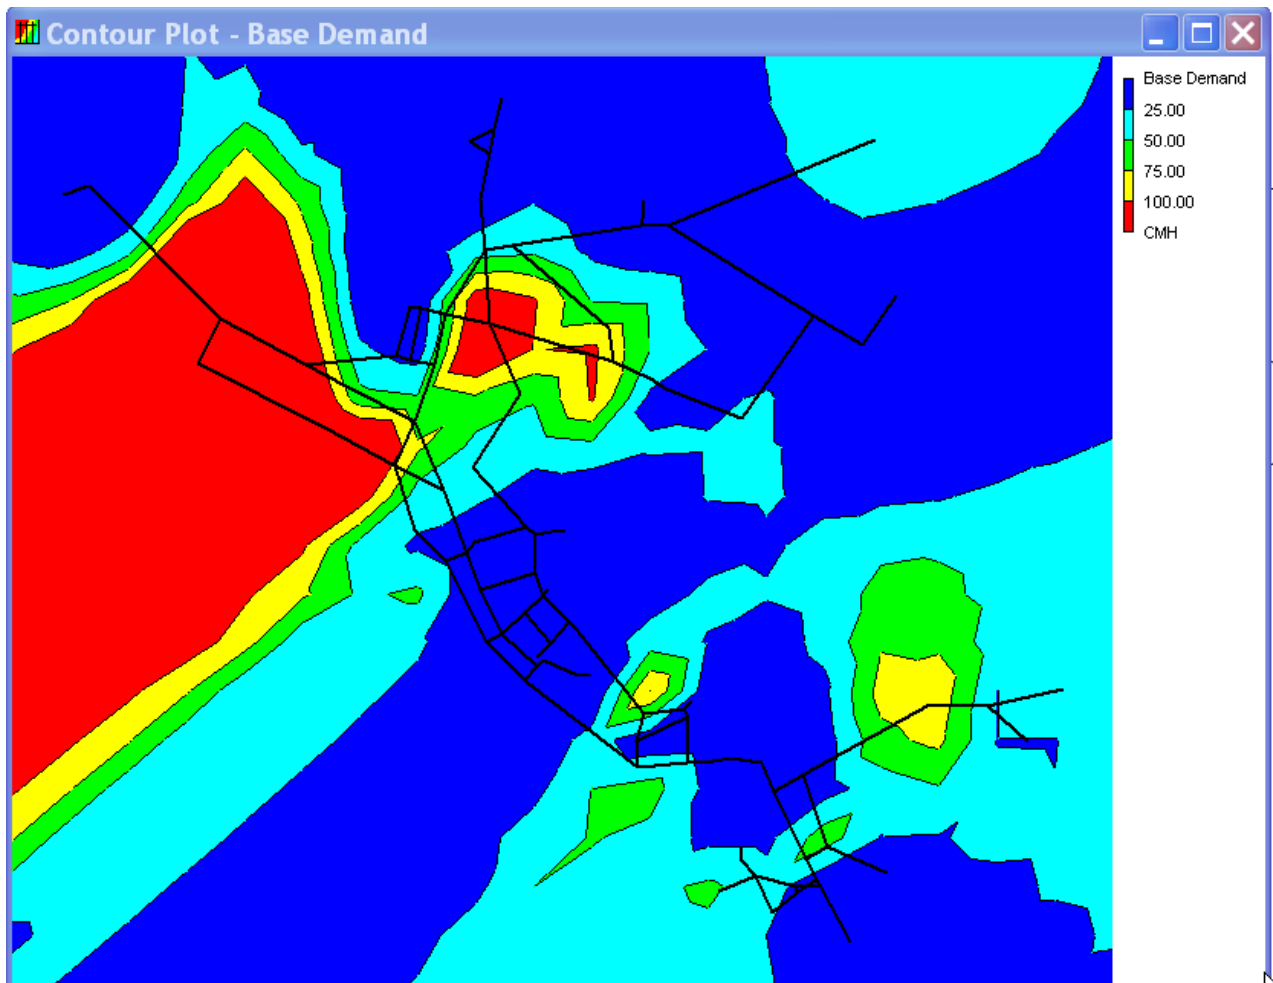 Contour Plot - Base Demand
Base Demand
25.00
50.00
75.00
100.00
CMH